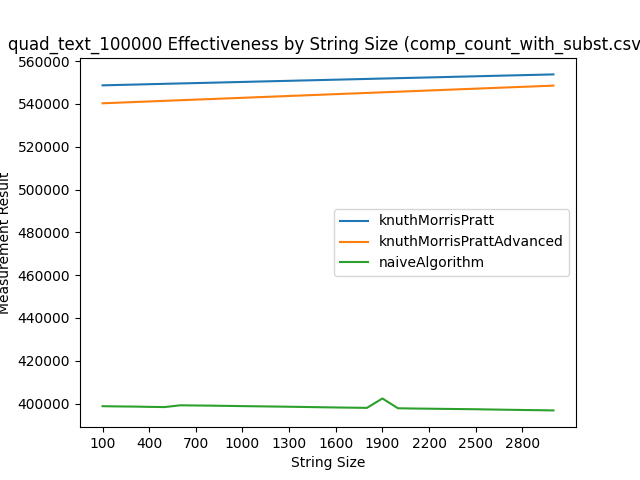 quad_text_100000 Effectiveness by String Size (comp_count_with_subst.csv
560000
540000
520000
500000
480000
460000
440000
420000
400000
Measurement Result
knuthMorrisPratt
knuthMorrisPrattAdvanced
naiveAlgorithm
100 400 700 1000 1300 1600 1900 2200 2500 2800
String Size